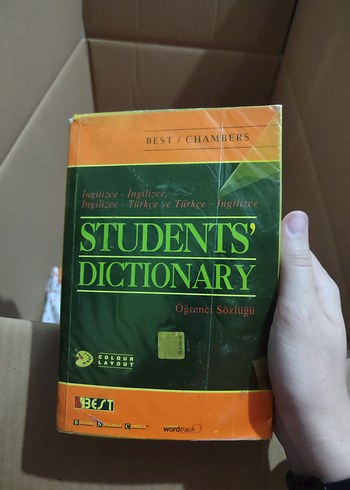 BEST / CHAMBERS
İngilizce - İngilizce,
İngilizce - Türkçe ve Türkçe - İngilizce
STUDENTS'
DICTIONARY
Öğrenci Sözlüğü
COLOUR
LAYOUT
BEST
wordtrack